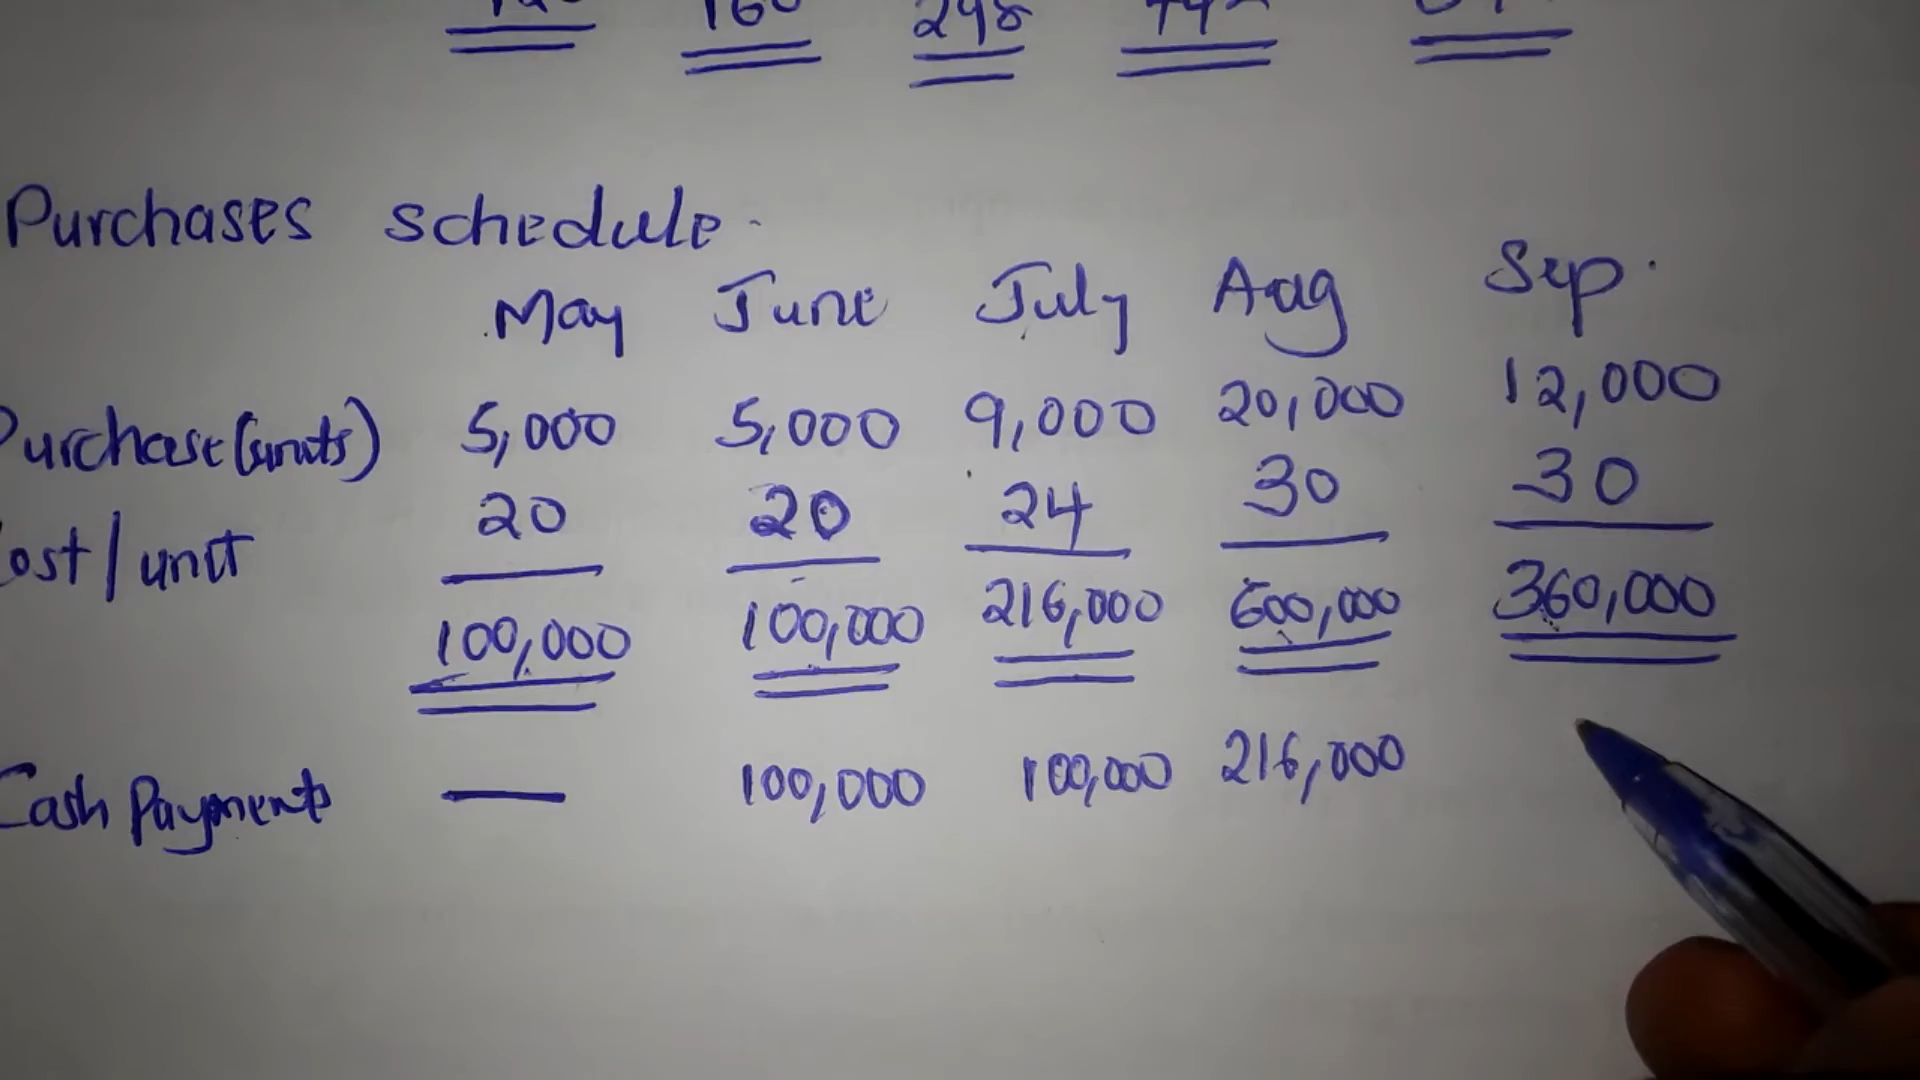 160 298
Purchases schedule.
May June July Aug Sep.
Purchase (units) 5,000 5,000 9,000 20,000 12,000
Cost/unit 20 20 24 30 30
100,000 100,000 216,000 600,000 360,000
Cash Payments — 100,000 100,000 216,000